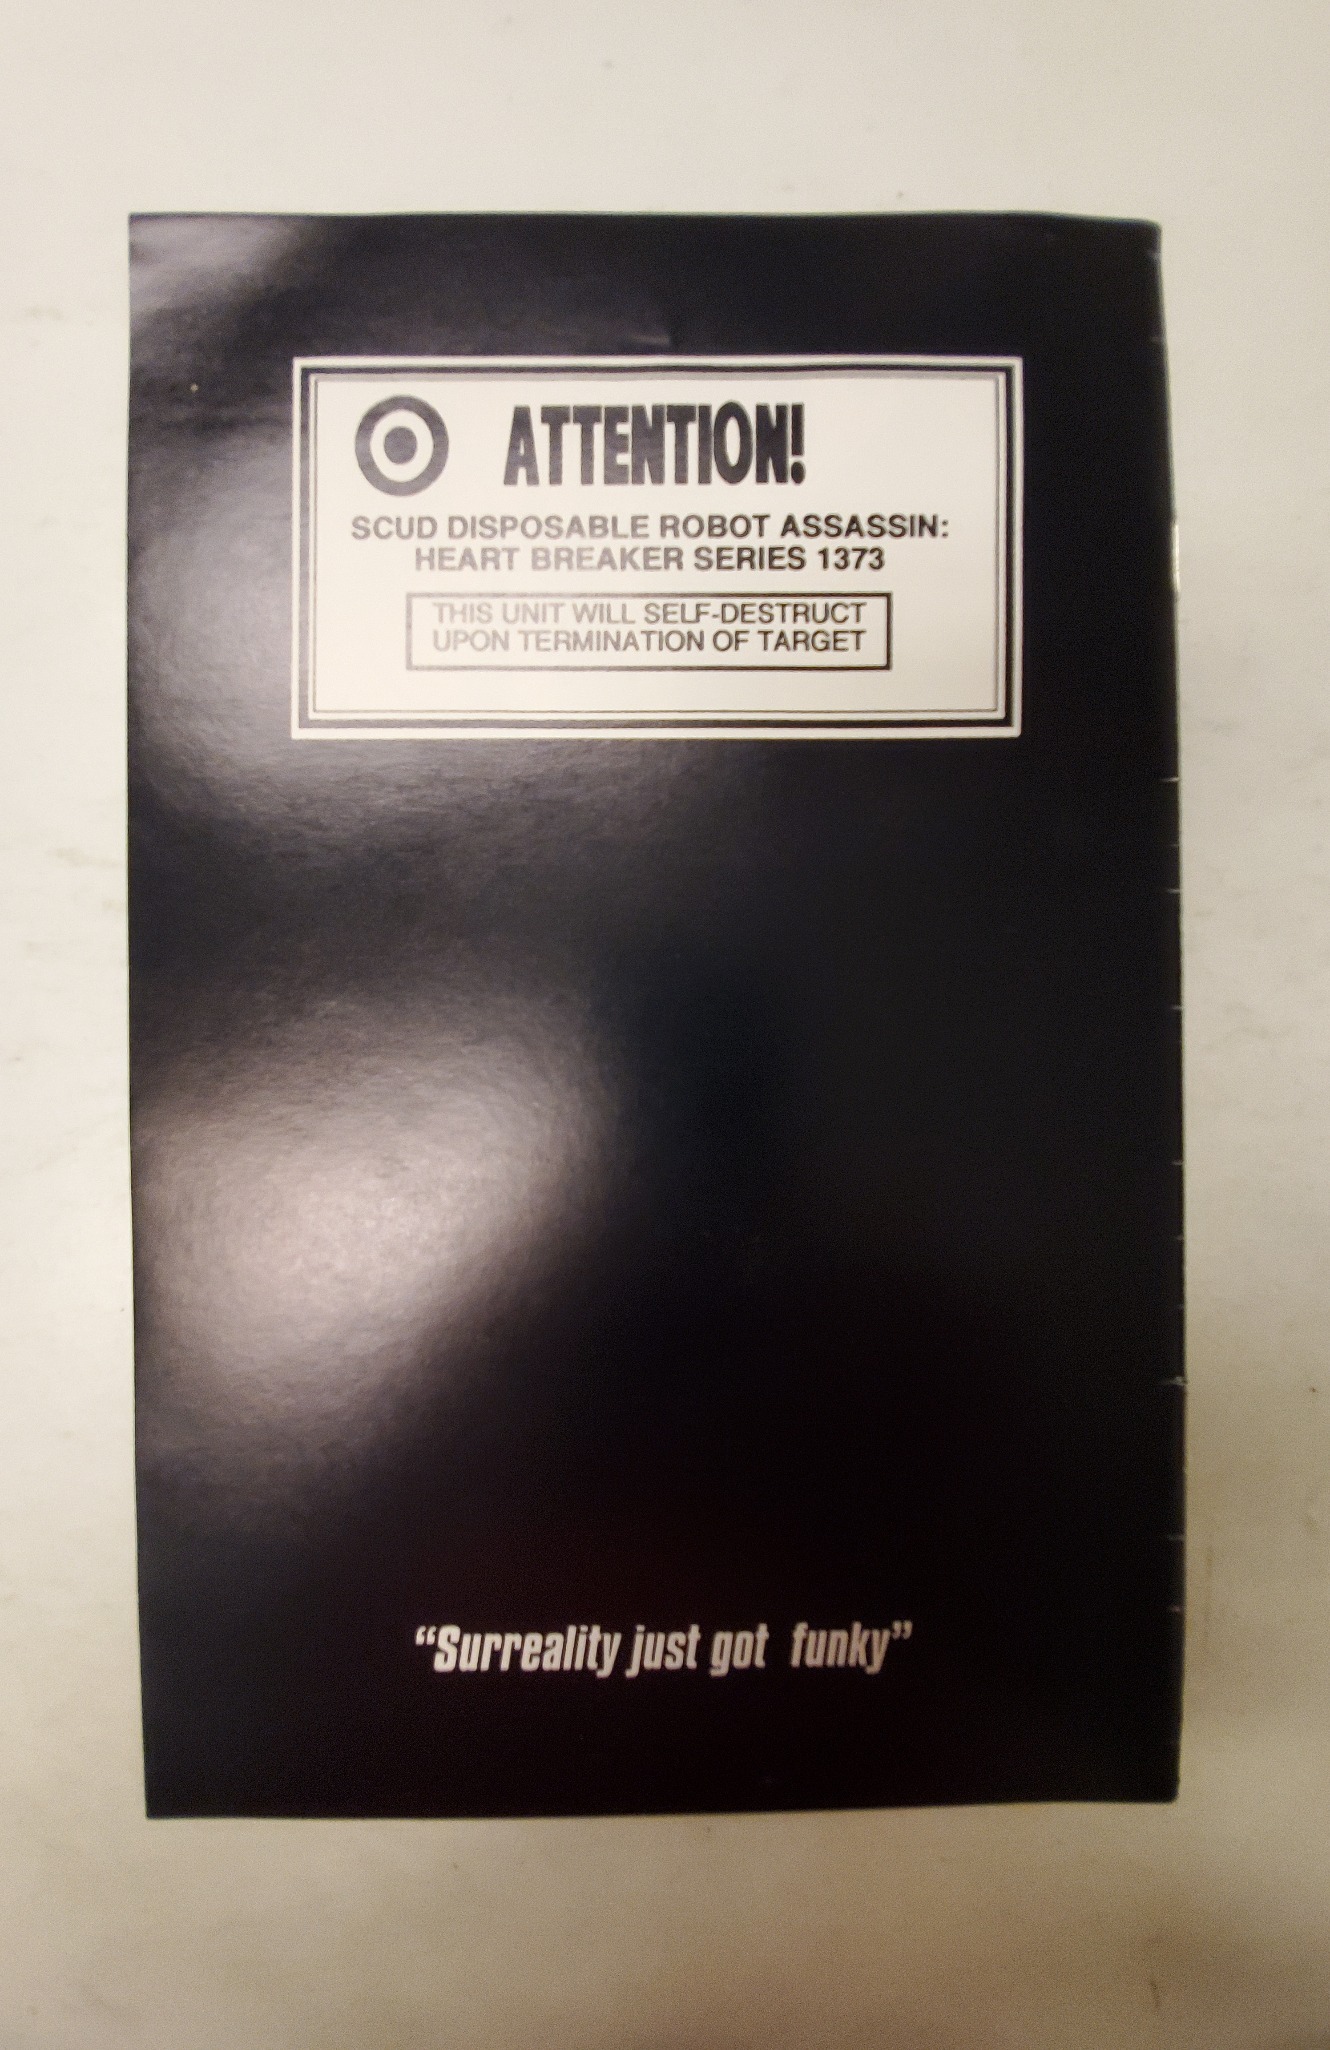 ATTENTION!
SCUD DISPOSABLE ROBOT ASSASSIN:
HEART BREAKER SERIES 1373
THIS UNIT WILL SELF-DESTRUCT
UPON TERMINATION OF TARGET
“Surreality just got funky”